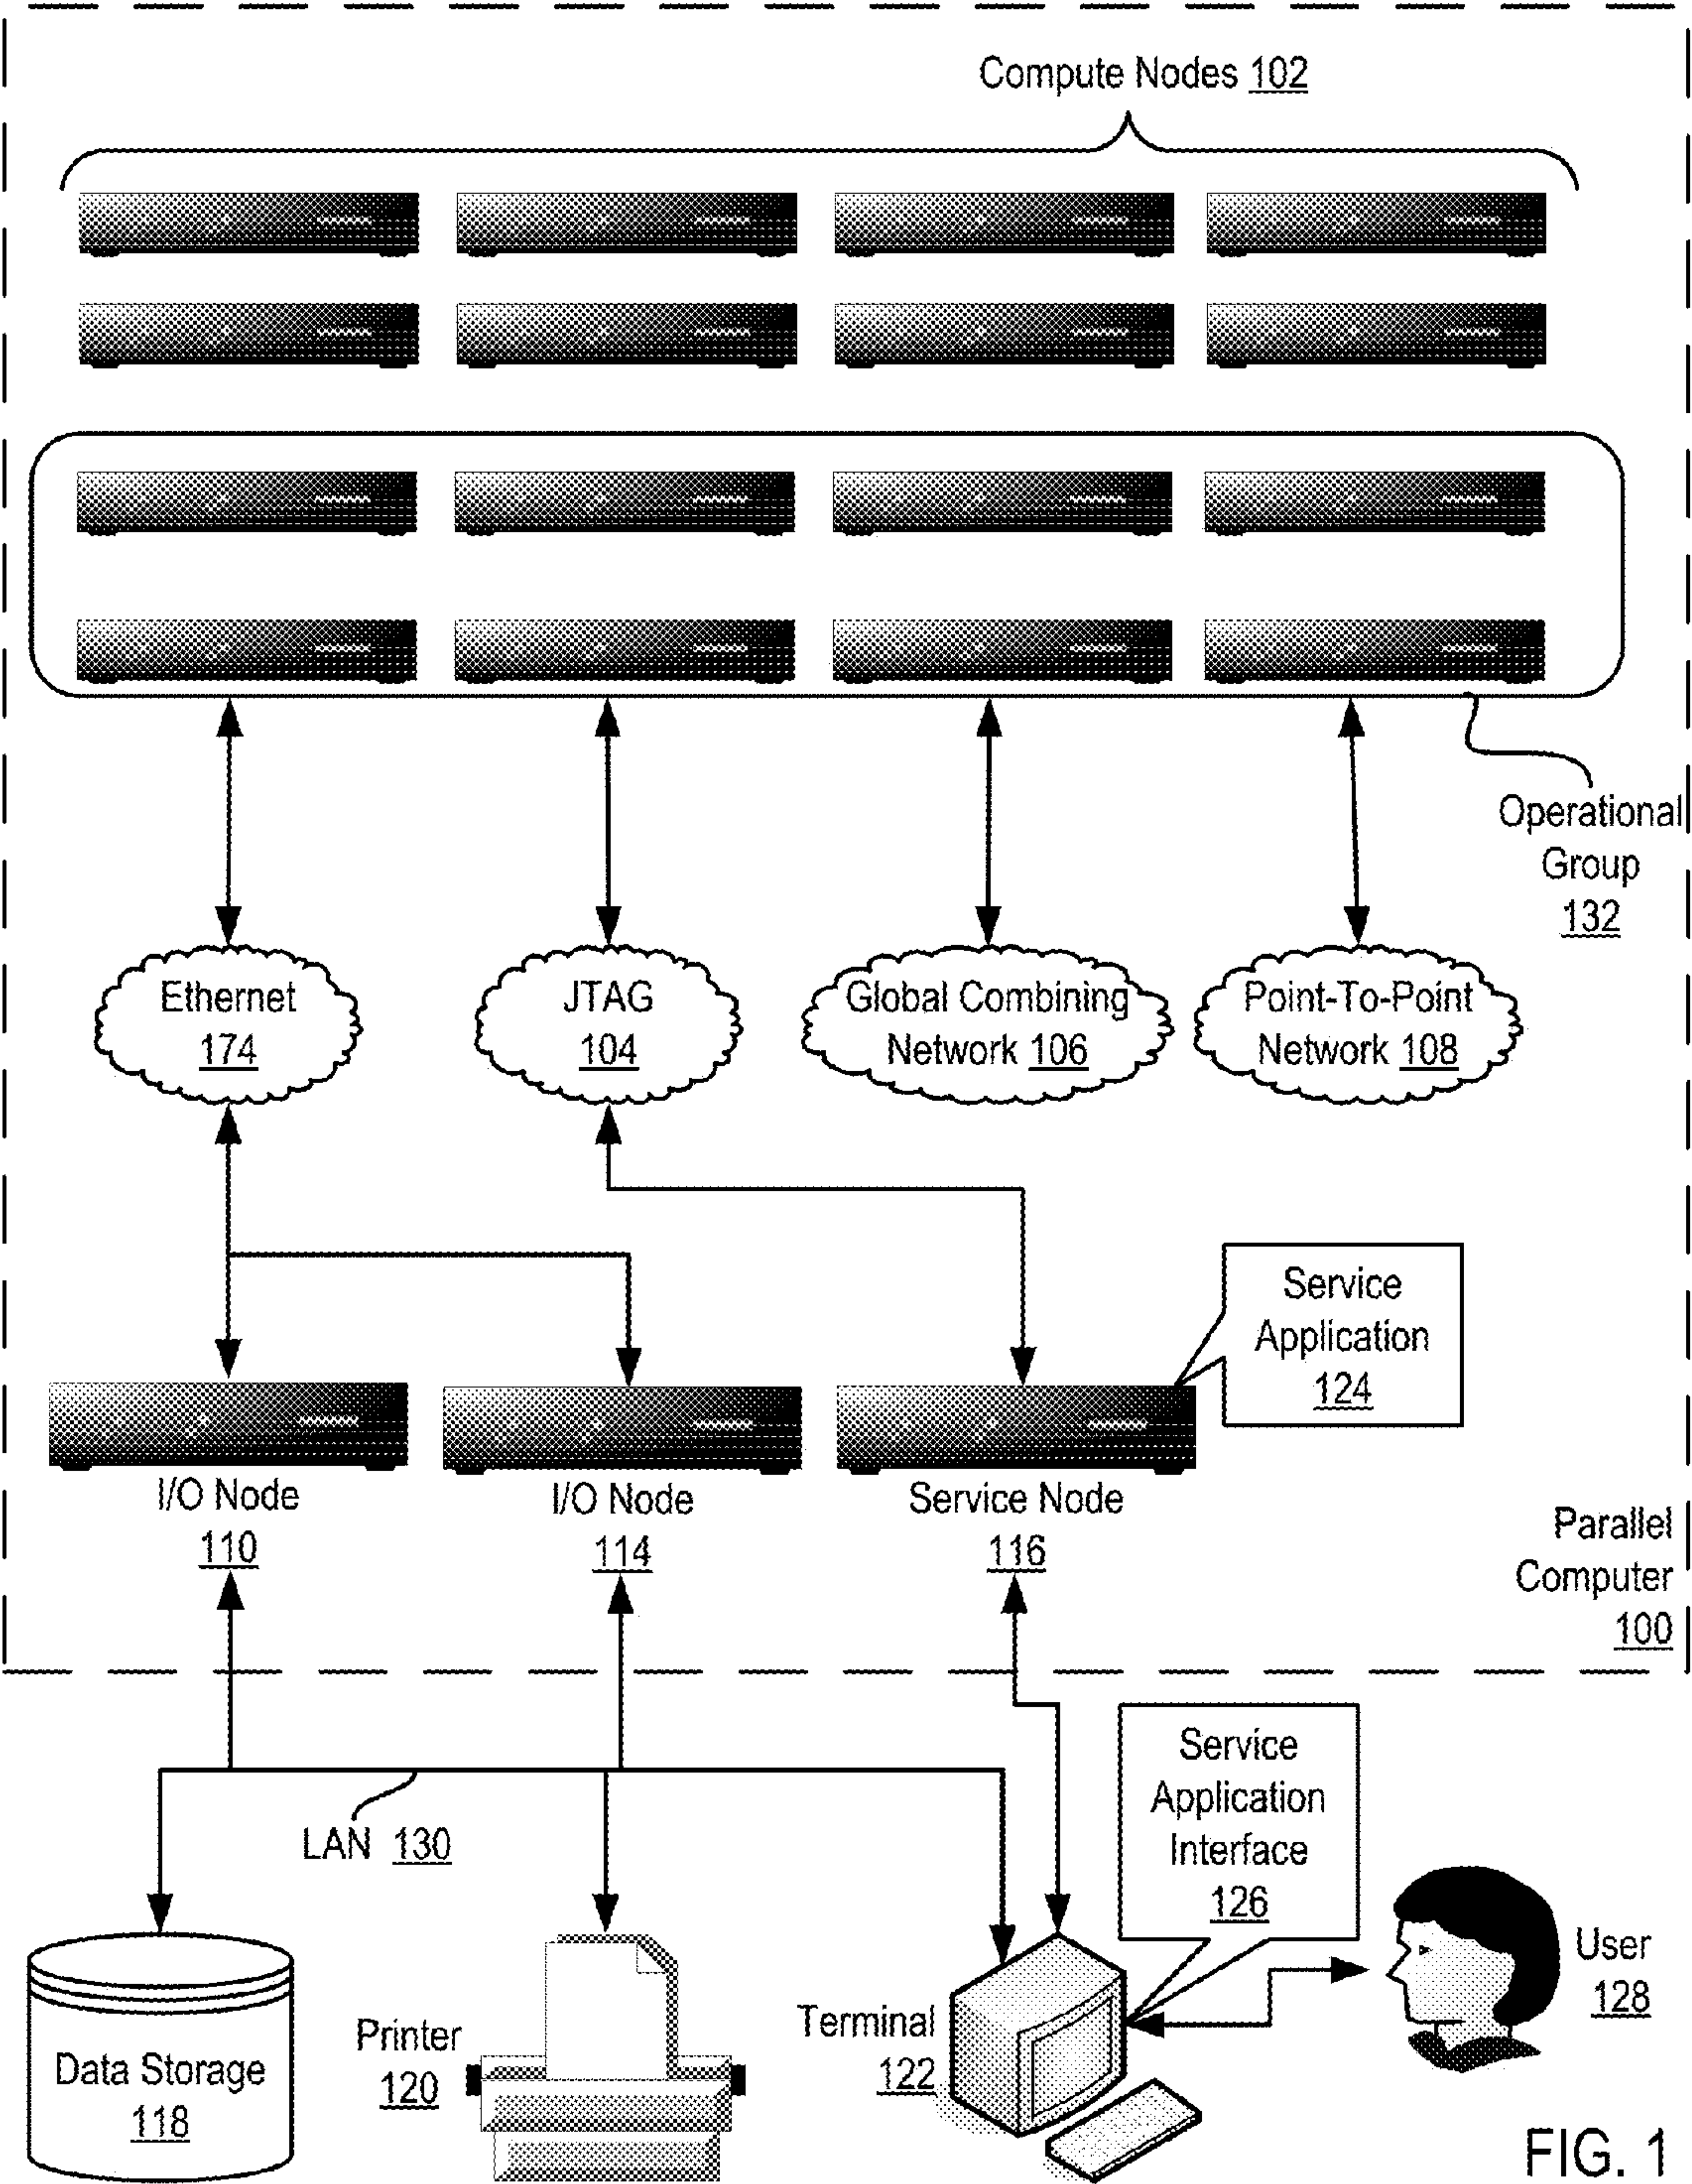 Compute Nodes 102
Operational
Group
132
Ethernet
174
JTAG
104
Global Combining
Network 106
Point-To-Point
Network 108
Service
Application
124
I/O Node
110
I/O Node
114
Service Node
116
Parallel
Computer
100
Service
Application
Interface
126
LAN 130
User
128
Printer
120
Terminal
122
Data Storage
118
FIG. 1